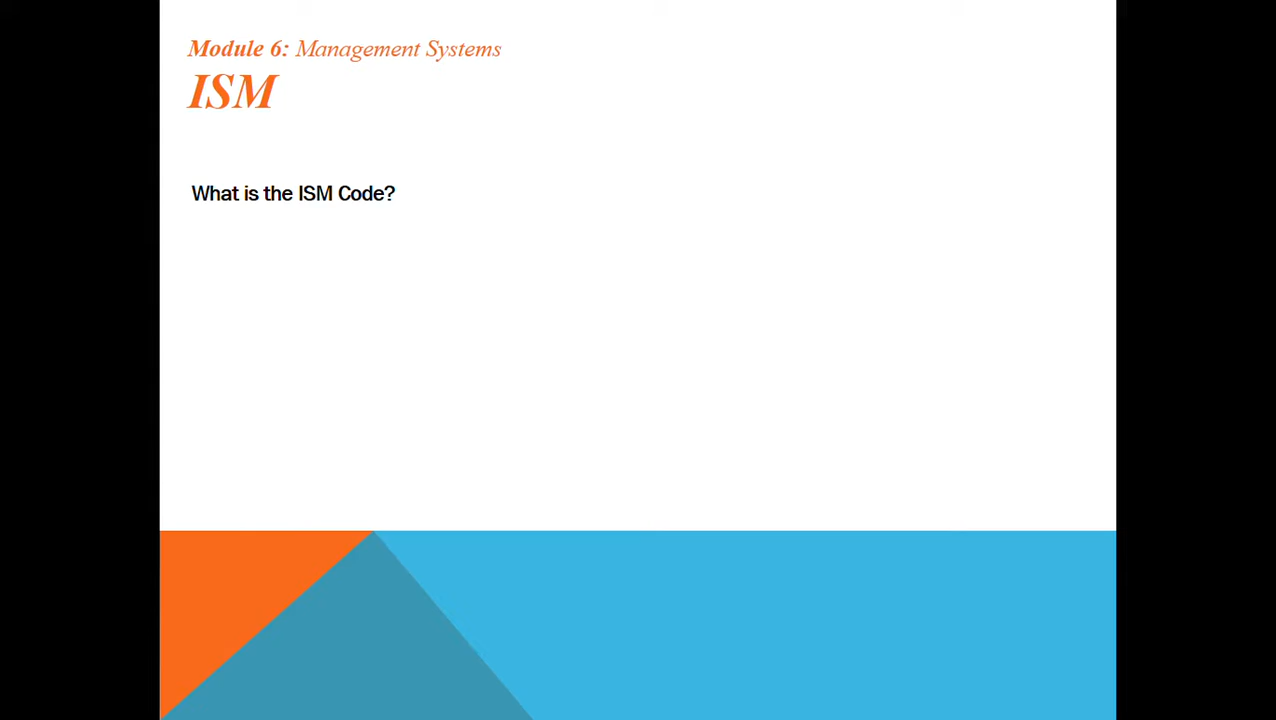 Module 6: Management Systems
ISM
What is the ISM Code?